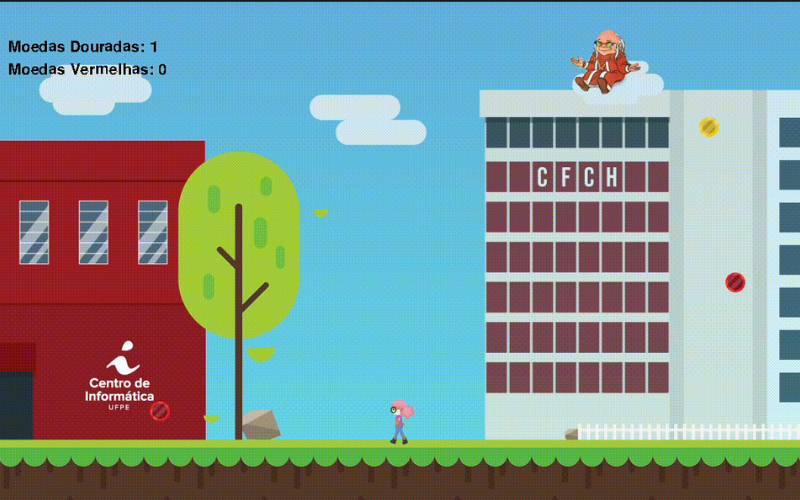 Moedas Douradas: 1
Moedas Vermelhas: 0
CFCH
Centro de
Informática
UFPE